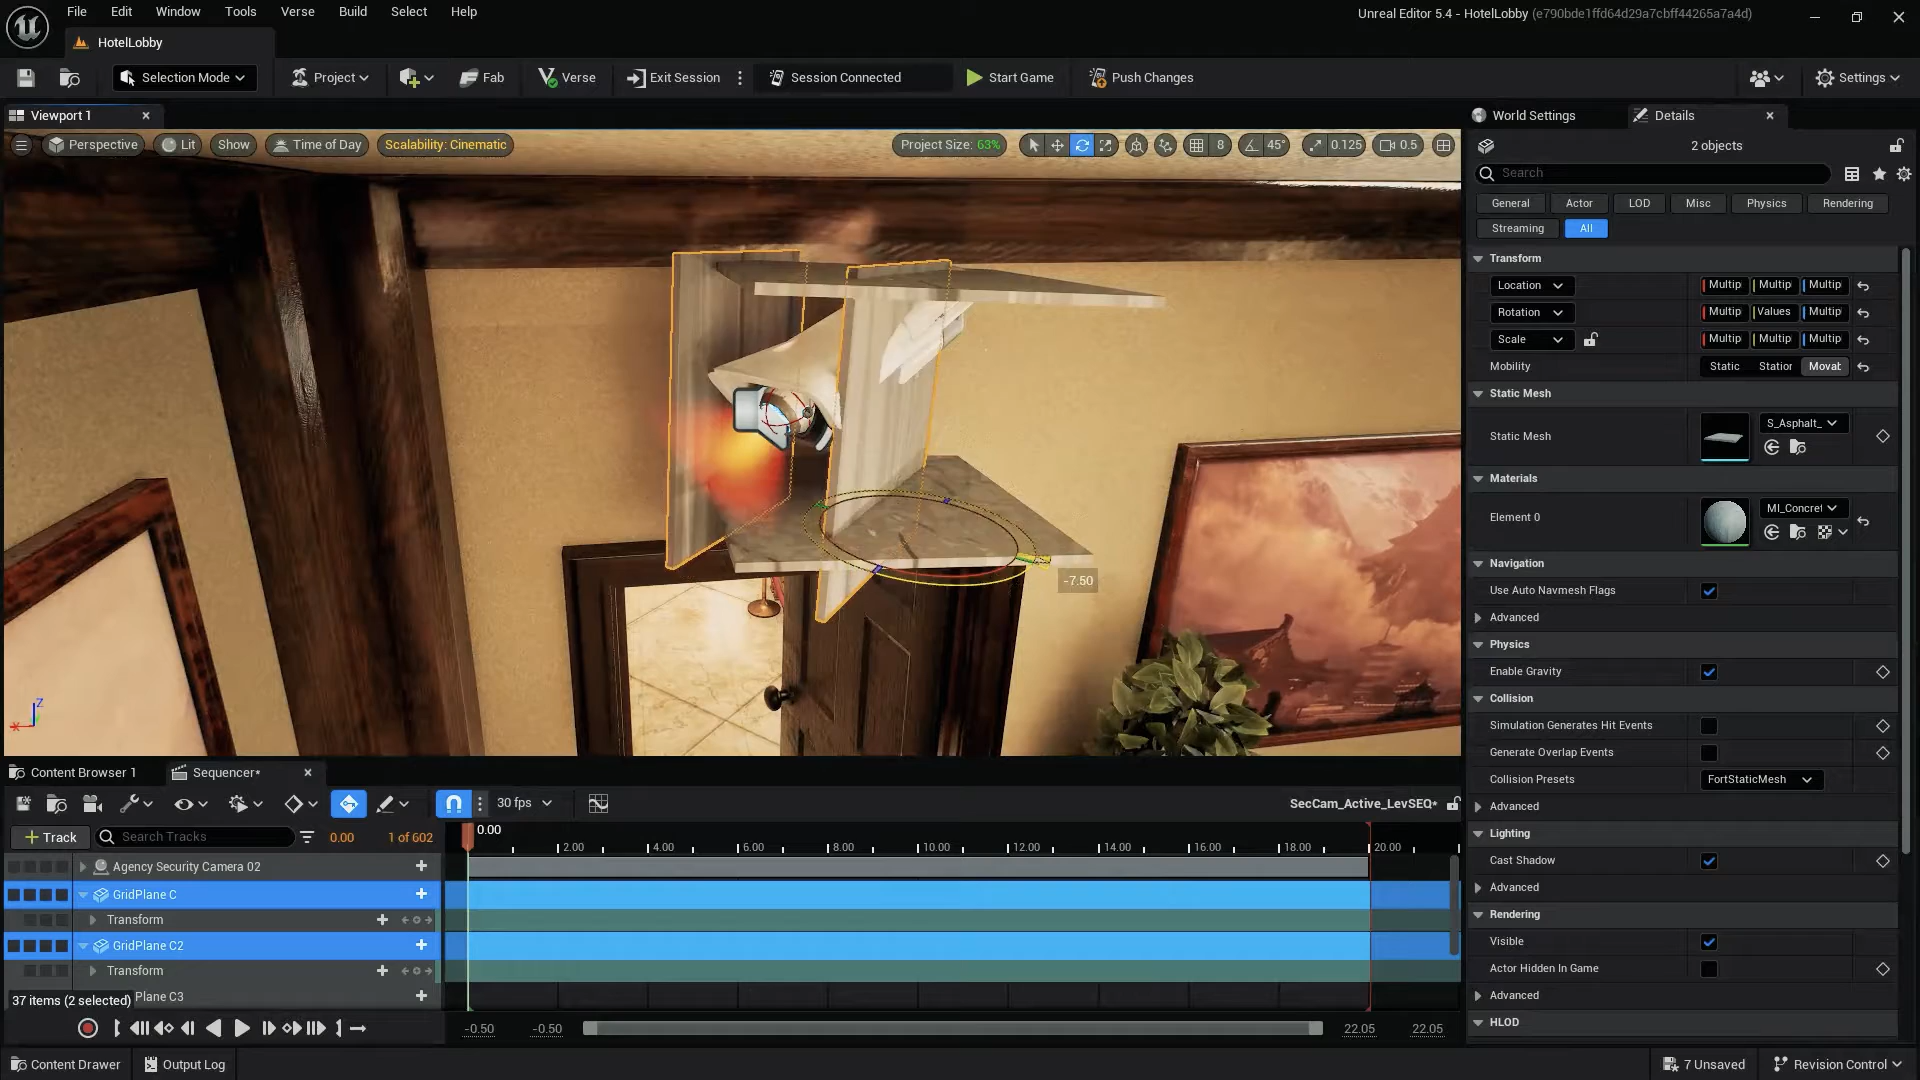 File Edit Window Tools Verse Build Select Help
Unreal Editor 5.4 - HotelLobby (e790bde1ffd64d29a7cbff44265a7a4d)
HotelLobby
Selection Mode Project Fab Verse Exit Session Session Connected Start Game Push Changes Settings
Viewport 1
World Settings Details
Perspective Lit Show Time of Day Scalability: Cinematic Project Size: 63% 8 45° 0.125 0.5
2 objects
Search
General Actor LOD Misc Physics Rendering
Streaming All
Transform
Location Multip Multip Multip
Rotation Multip Values Multip
Scale Multip Multip Multip
Mobility Static Station Movab
Static Mesh
Static Mesh S_Asphalt_
Materials
Element 0 MI_Concret
Navigation
Use Auto Navmesh Flags
Advanced
Physics
Enable Gravity
Collision
Simulation Generates Hit Events
Generate Overlap Events
Collision Presets FortStaticMesh
Advanced
Lighting
Cast Shadow
Advanced
Rendering
Visible
Actor Hidden In Game
Advanced
HLOD
-7.50
Z
Content Browser 1 Sequencer*
30 fps SecCam_Active_LevSEQ*
Track Search Tracks 0.00 1 of 602
0.00
2.00 4.00 6.00 8.00 10.00 12.00 14.00 16.00 18.00 20.00
Agency Security Camera 02
GridPlane C
Transform
GridPlane C2
Transform
37 items (2 selected) Plane C3
-0.50 -0.50 22.05 22.05
Content Drawer Output Log 7 Unsaved Revision Control